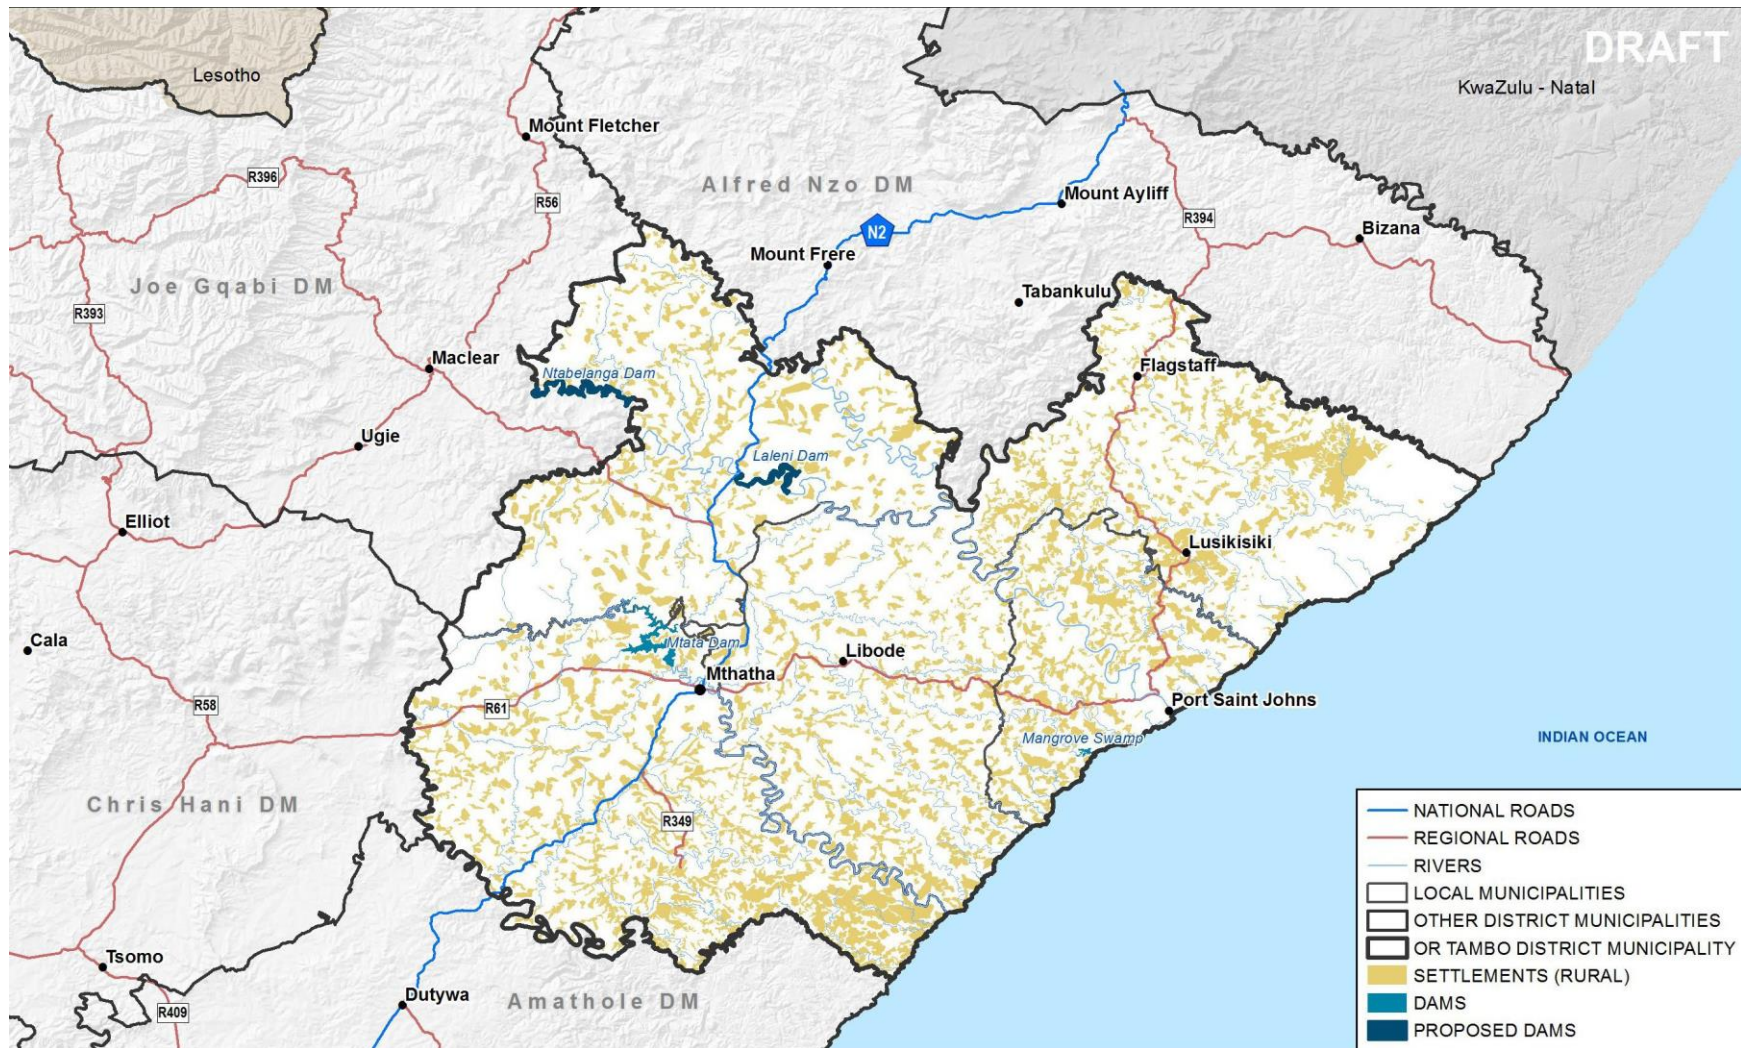 DRAFT
Lesotho
KwaZulu - Natal
Mount Fletcher
R396
Alfred Nzo DM
Mount Ayliff
R56
R394
N2
Bizana
Mount Frere
Joe Gqabi DM
Tabankulu
R393
Maclear
Flagstaff
Ntabelanga Dam
Ugie
Laleni Dam
Elliot
Lusikisiki
Cala
Mtata Dam
Libode
Mthatha
Port Saint Johns
R58
R61
Mangrove Swamp
INDIAN OCEAN
Chris Hani DM
R349
NATIONAL ROADS
REGIONAL ROADS
RIVERS
LOCAL MUNICIPALITIES
OTHER DISTRICT MUNICIPALITIES
OR TAMBO DISTRICT MUNICIPALITY
SETTLEMENTS (RURAL)
DAMS
PROPOSED DAMS
Tsomo
Dutywa
Amathole DM
R409